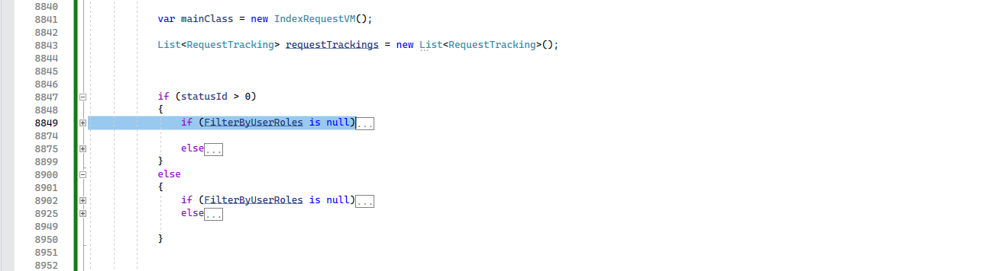 8840
8841 var mainClass = new IndexRequestVM();
8842
8843 List<RequestTracking> requestTrackings = new List<RequestTracking>();
8844
8845
8846
8847 if (statusId > 0)
8848 {
8849 if (FilterByUserRoles is null)...
8874
8875 else...
8899 }
8900 else
8901 {
8902 if (FilterByUserRoles is null)...
8925 else...
8949
8950 }
8951
8952